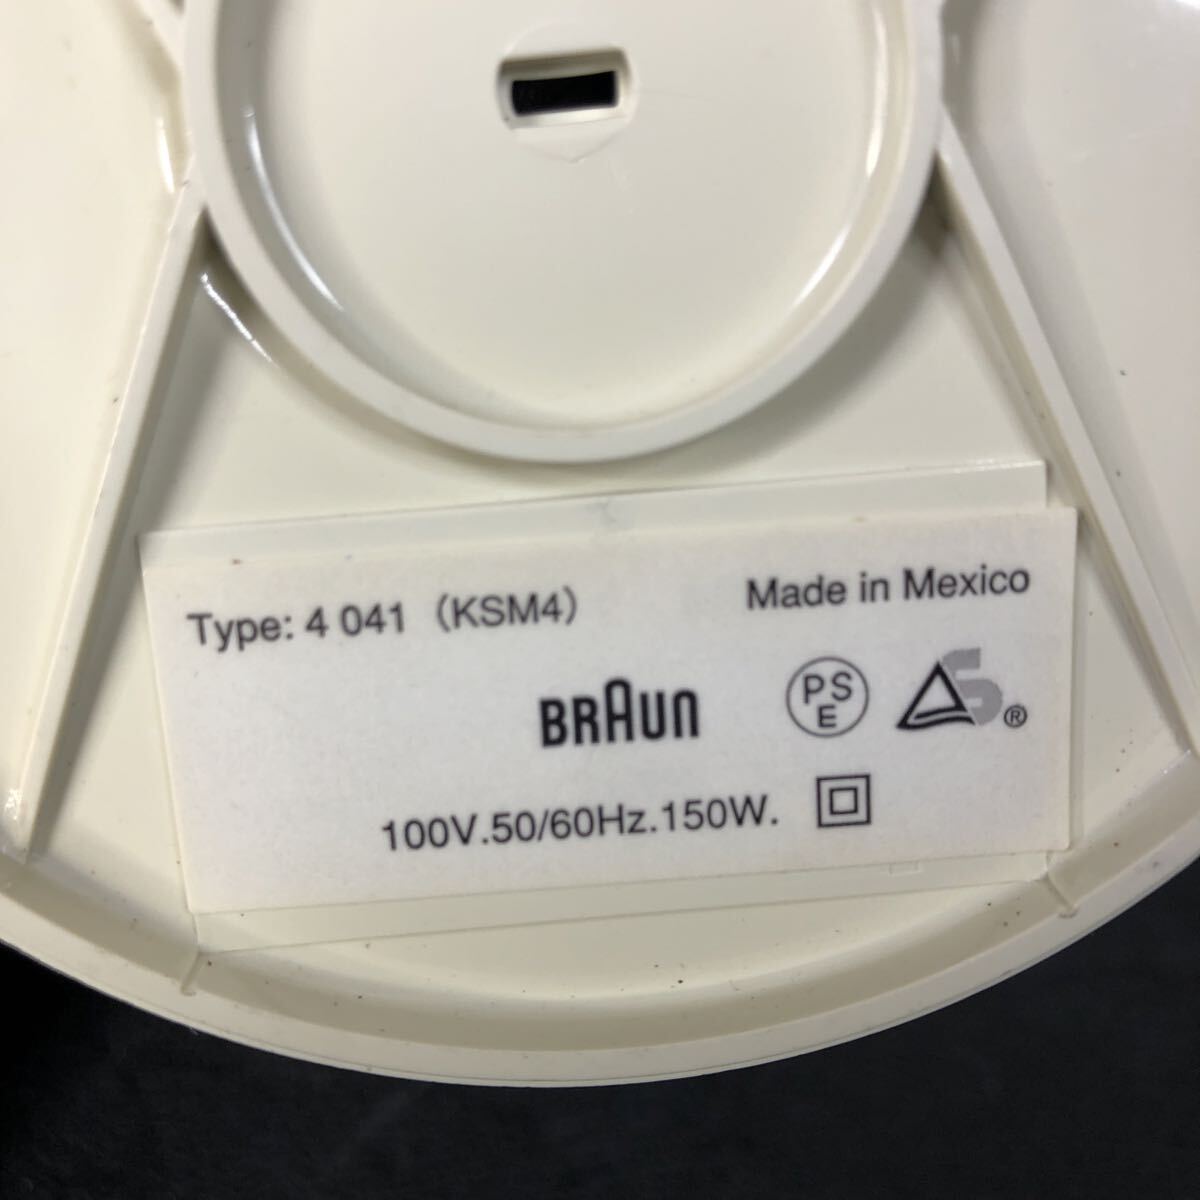 Type: 4 041 (KSM4)
Made in Mexico
BRAUN
PS
E
S ®
100V.50/60Hz.150W.